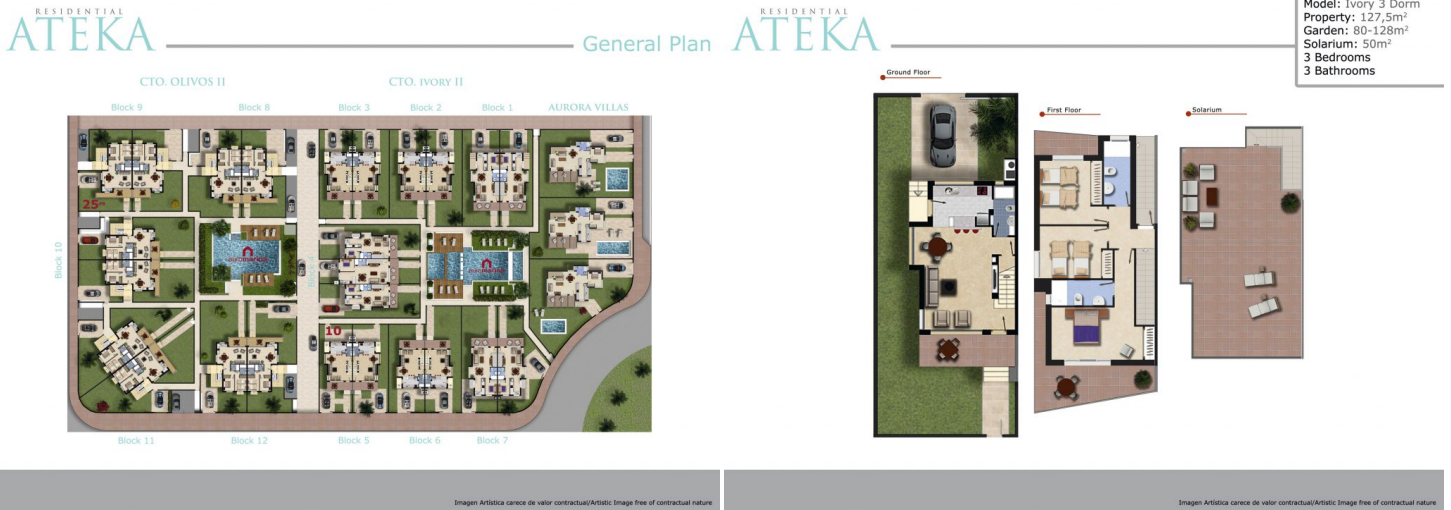 RESIDENTIAL
ATEKA
General Plan
CTO. OLIVOS II
CTO. IVORY II
Block 9
Block 8
Block 3
Block 2
Block 1
AURORA VILLAS
25
Block 10
Block 4
euromarina
euromarina
10
Block 11
Block 12
Block 5
Block 6
Block 7
Imagen Artística carece de valor contractual/Artistic Image free of contractual nature
RESIDENTIAL
ATEKA
Model: Ivory 3 Dorm
Property: 127,5m²
Garden: 80-128m²
Solarium: 50m²
3 Bedrooms
3 Bathrooms
Ground Floor
First Floor
Solarium
Imagen Artística carece de valor contractual/Artistic Image free of contractual nature